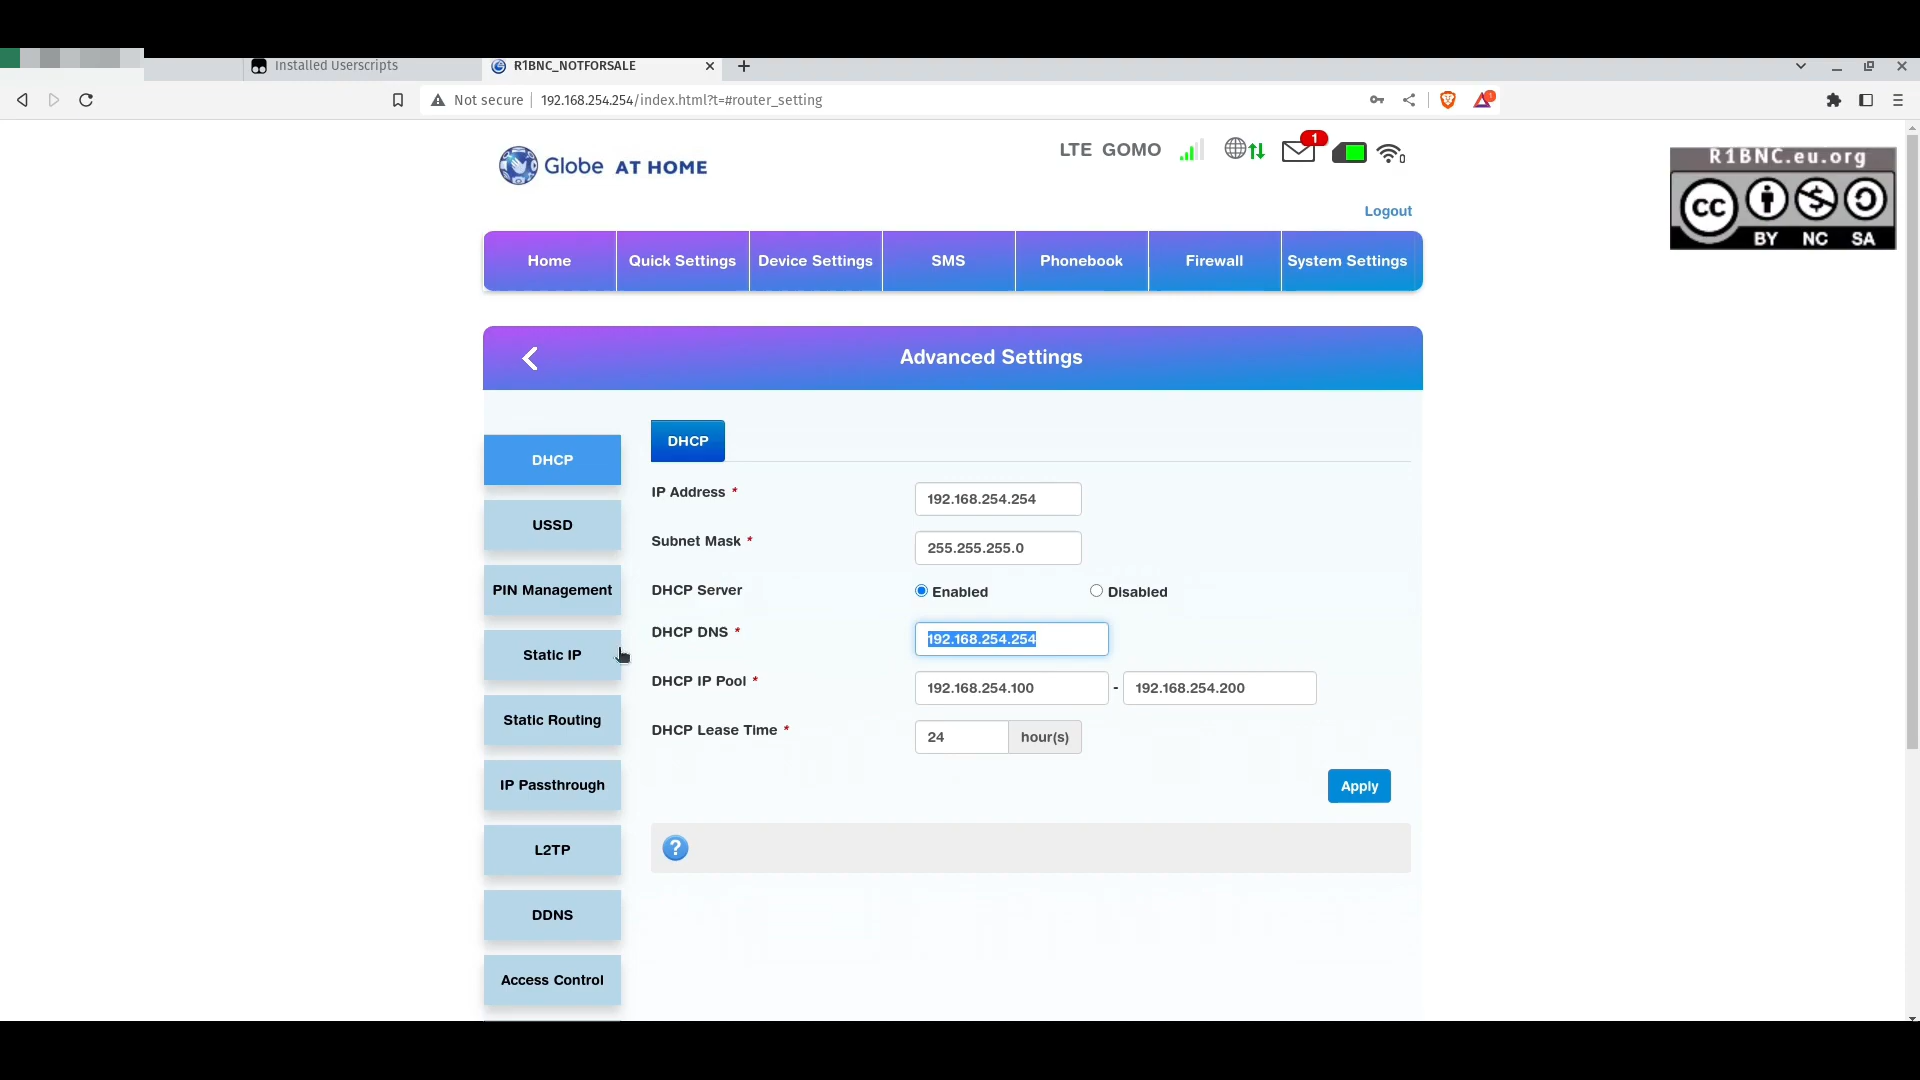 Installed Userscripts
R1BNC_NOTFORSALE
Not secure
192.168.254.254/index.html?t=#router_setting
1
R1BNC.eu.org
cc
BY NC SA
Globe AT HOME
LTE GOMO
1
0
Logout
Home
Quick Settings
Device Settings
SMS
Phonebook
Firewall
System Settings
Advanced Settings
DHCP
USSD
PIN Management
Static IP
Static Routing
IP Passthrough
L2TP
DDNS
Access Control
DHCP
IP Address *
192.168.254.254
Subnet Mask *
255.255.255.0
DHCP Server
Enabled
Disabled
DHCP DNS *
192.168.254.254
DHCP IP Pool *
192.168.254.100 - 192.168.254.200
DHCP Lease Time *
24 hour(s)
Apply
?